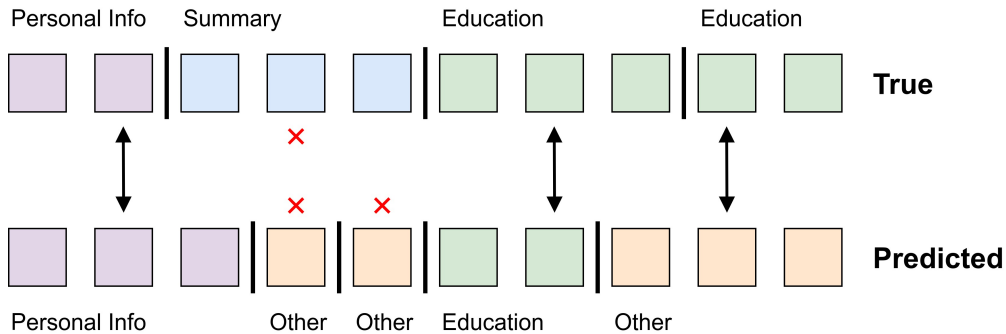 Personal Info Summary Education Education
True
Predicted
Personal Info Other Other Education Other